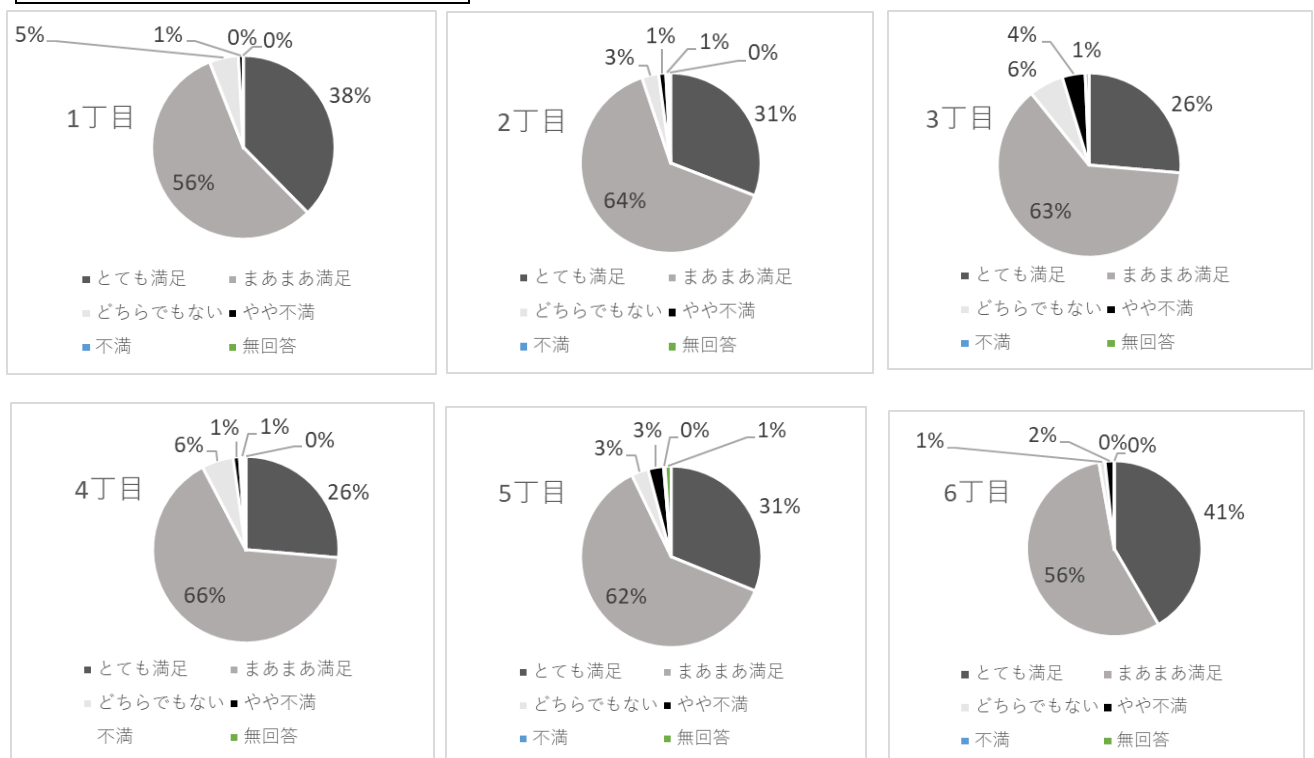 5% 1% 0% 0%
38%
1丁目
56%
■ とても満足 ■ まあまあ満足
■ どちらでもない ■ やや不満
■ 不満 ■ 無回答
1% 1% 0%
3%
31%
2丁目
64%
■ とても満足 ■ まあまあ満足
■ どちらでもない ■ やや不満
■ 不満 ■ 無回答
4% 1%
6%
26%
3丁目
63%
■ とても満足 ■ まあまあ満足
■ どちらでもない ■ やや不満
■ 不満 ■ 無回答
6% 1% 1% 0%
4丁目
26%
66%
■ とても満足 ■ まあまあ満足
■ どちらでもない ■ やや不満
不満 ■ 無回答
3% 3% 0% 1%
5丁目
31%
62%
■ とても満足 ■ まあまあ満足
■ どちらでもない ■ やや不満
■ 不満 ■ 無回答
1% 2% 0% 0%
6丁目
41%
56%
■ とても満足 ■ まあまあ満足
■ どちらでもない ■ やや不満
■ 不満 ■ 無回答